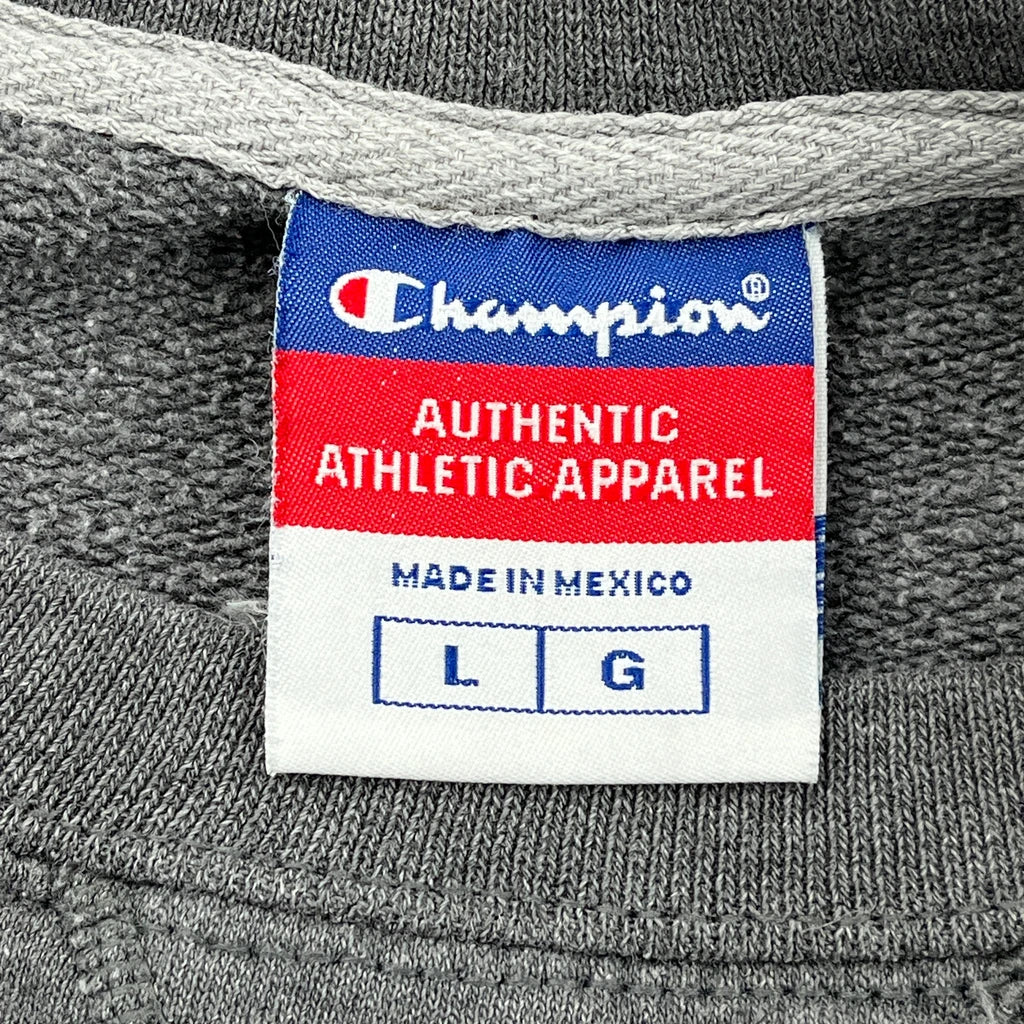 Champion®
AUTHENTIC
ATHLETIC APPAREL
MADE IN MEXICO
L G